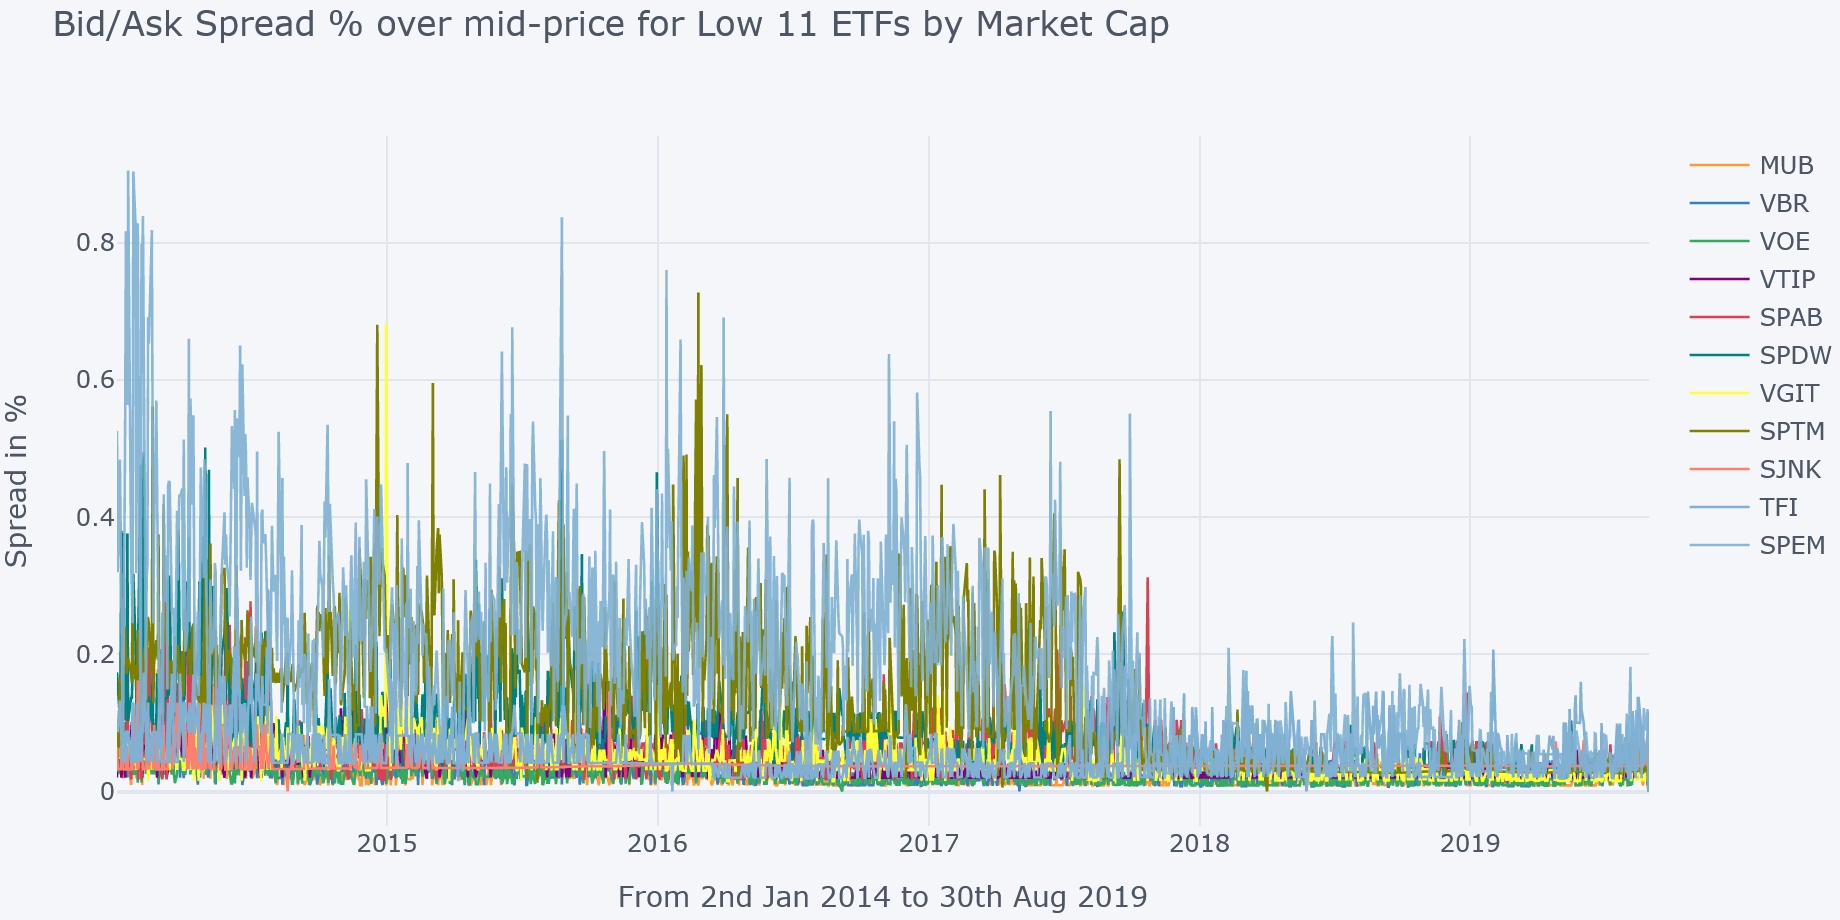 Bid/Ask Spread % over mid-price for Low 11 ETFs by Market Cap
Spread in %
0.8
0.6
0.4
0.2
0
2015
2016
2017
2018
2019
From 2nd Jan 2014 to 30th Aug 2019
MUB
VBR
VOE
VTIP
SPAB
SPDW
VGIT
SPTM
SJNK
TFI
SPEM